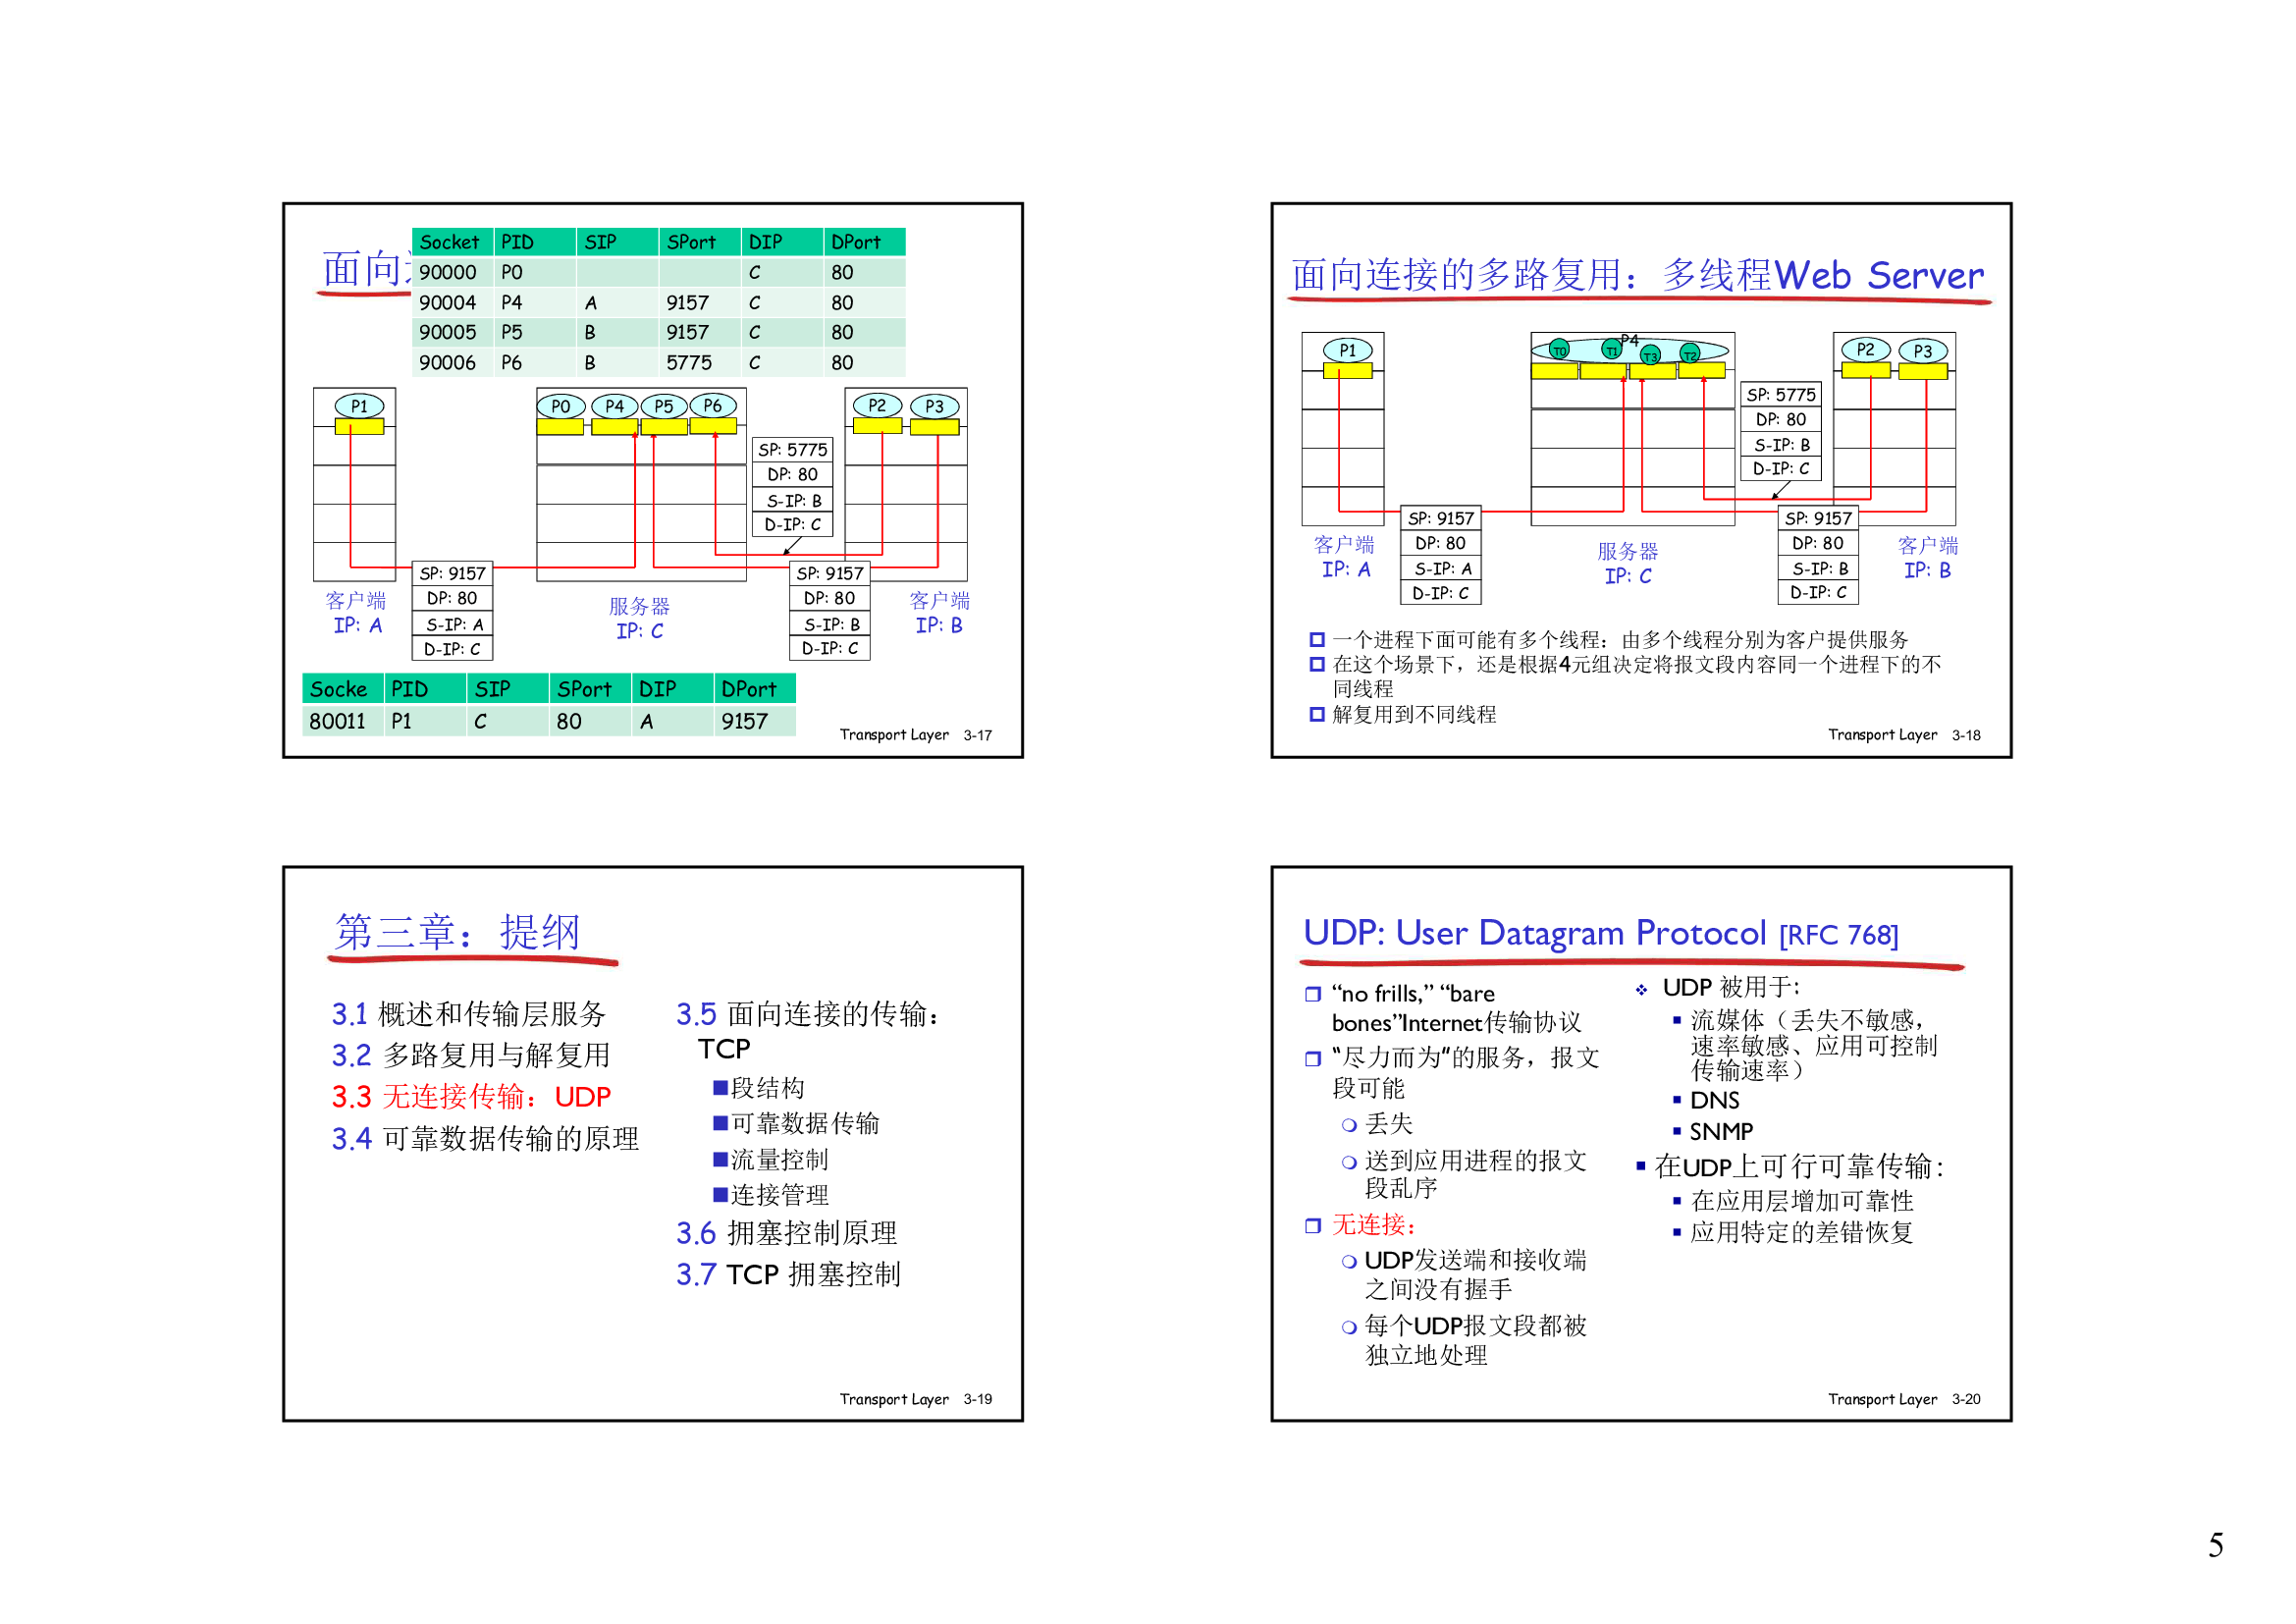 面向
Socket PID SIP SPort DIP DPort
90000 P0 C 80
90004 P4 A 9157 C 80
90005 P5 B 9157 C 80
90006 P6 B 5775 C 80
P1
P0 P4 P5 P6
P2 P3
SP: 5775
DP: 80
S-IP: B
D-IP: C
SP: 9157
DP: 80
S-IP: A
D-IP: C
SP: 9157
DP: 80
S-IP: B
D-IP: C
客户端
IP: A
服务器
IP: C
客户端
IP: B
Socke PID SIP SPort DIP DPort
80011 P1 C 80 A 9157
Transport Layer 3-17
面向连接的多路复用：多线程Web Server
P1
P4
T0 T1 T3 T2
P2 P3
SP: 5775
DP: 80
S-IP: B
D-IP: C
SP: 9157
DP: 80
S-IP: A
D-IP: C
SP: 9157
DP: 80
S-IP: B
D-IP: C
客户端
IP: A
服务器
IP: C
客户端
IP: B
一个进程下面可能有多个线程：由多个线程分别为客户提供服务
在这个场景下，还是根据4元组决定将报文段内容同一个进程下的不
同线程
解复用到不同线程
Transport Layer 3-18
第三章：提纲
3.1 概述和传输层服务
3.2 多路复用与解复用
3.3 无连接传输：UDP
3.4 可靠数据传输的原理
3.5 面向连接的传输：
TCP
段结构
可靠数据传输
流量控制
连接管理
3.6 拥塞控制原理
3.7 TCP 拥塞控制
Transport Layer 3-19
UDP: User Datagram Protocol [RFC 768]
“no frills,” “bare
bones”Internet传输协议
“尽力而为”的服务，报文
段可能
丢失
送到应用进程的报文
段乱序
无连接：
UDP发送端和接收端
之间没有握手
每个UDP报文段都被
独立地处理
UDP 被用于:
流媒体（丢失不敏感，
速率敏感、应用可控制
传输速率）
DNS
SNMP
在UDP上可行可靠传输:
在应用层增加可靠性
应用特定的差错恢复
Transport Layer 3-20
5